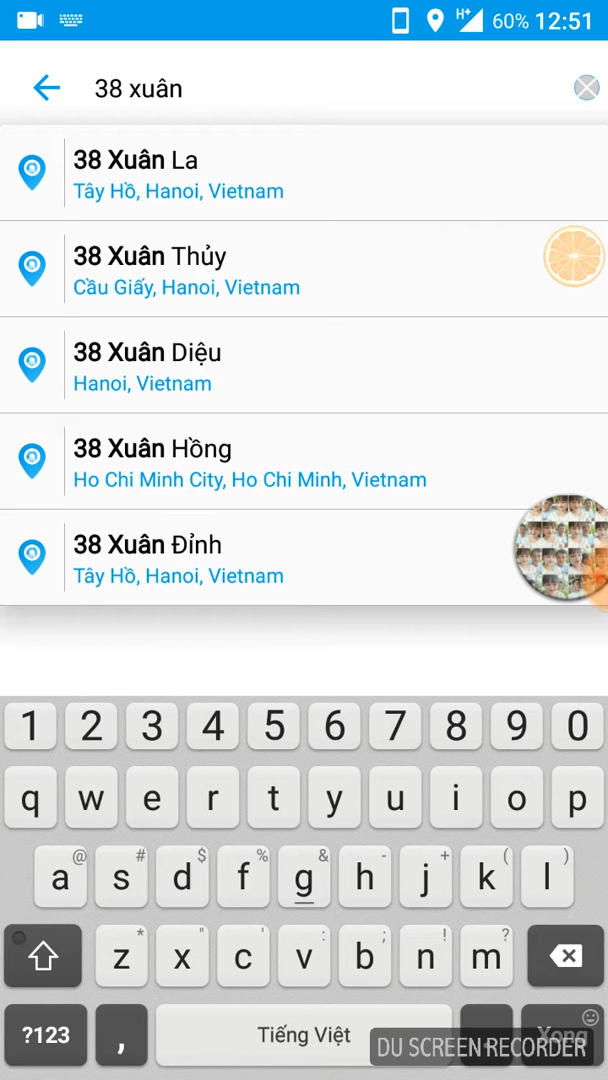 H+ 60% 12:51
38 xuân
38 Xuân La
Tây Hồ, Hanoi, Vietnam
38 Xuân Thủy
Cầu Giấy, Hanoi, Vietnam
38 Xuân Diệu
Hanoi, Vietnam
38 Xuân Hồng
Ho Chi Minh City, Ho Chi Minh, Vietnam
38 Xuân Đỉnh
Tây Hồ, Hanoi, Vietnam
1 2 3 4 5 6 7 8 9 0
q w e r t y u i o p
@ # $ % & - + ( )
a s d f g h j k l
* " ' : ; ! ?
z x c v b n m
?123 , Tiếng Việt . Xong
DU SCREEN RECORDER